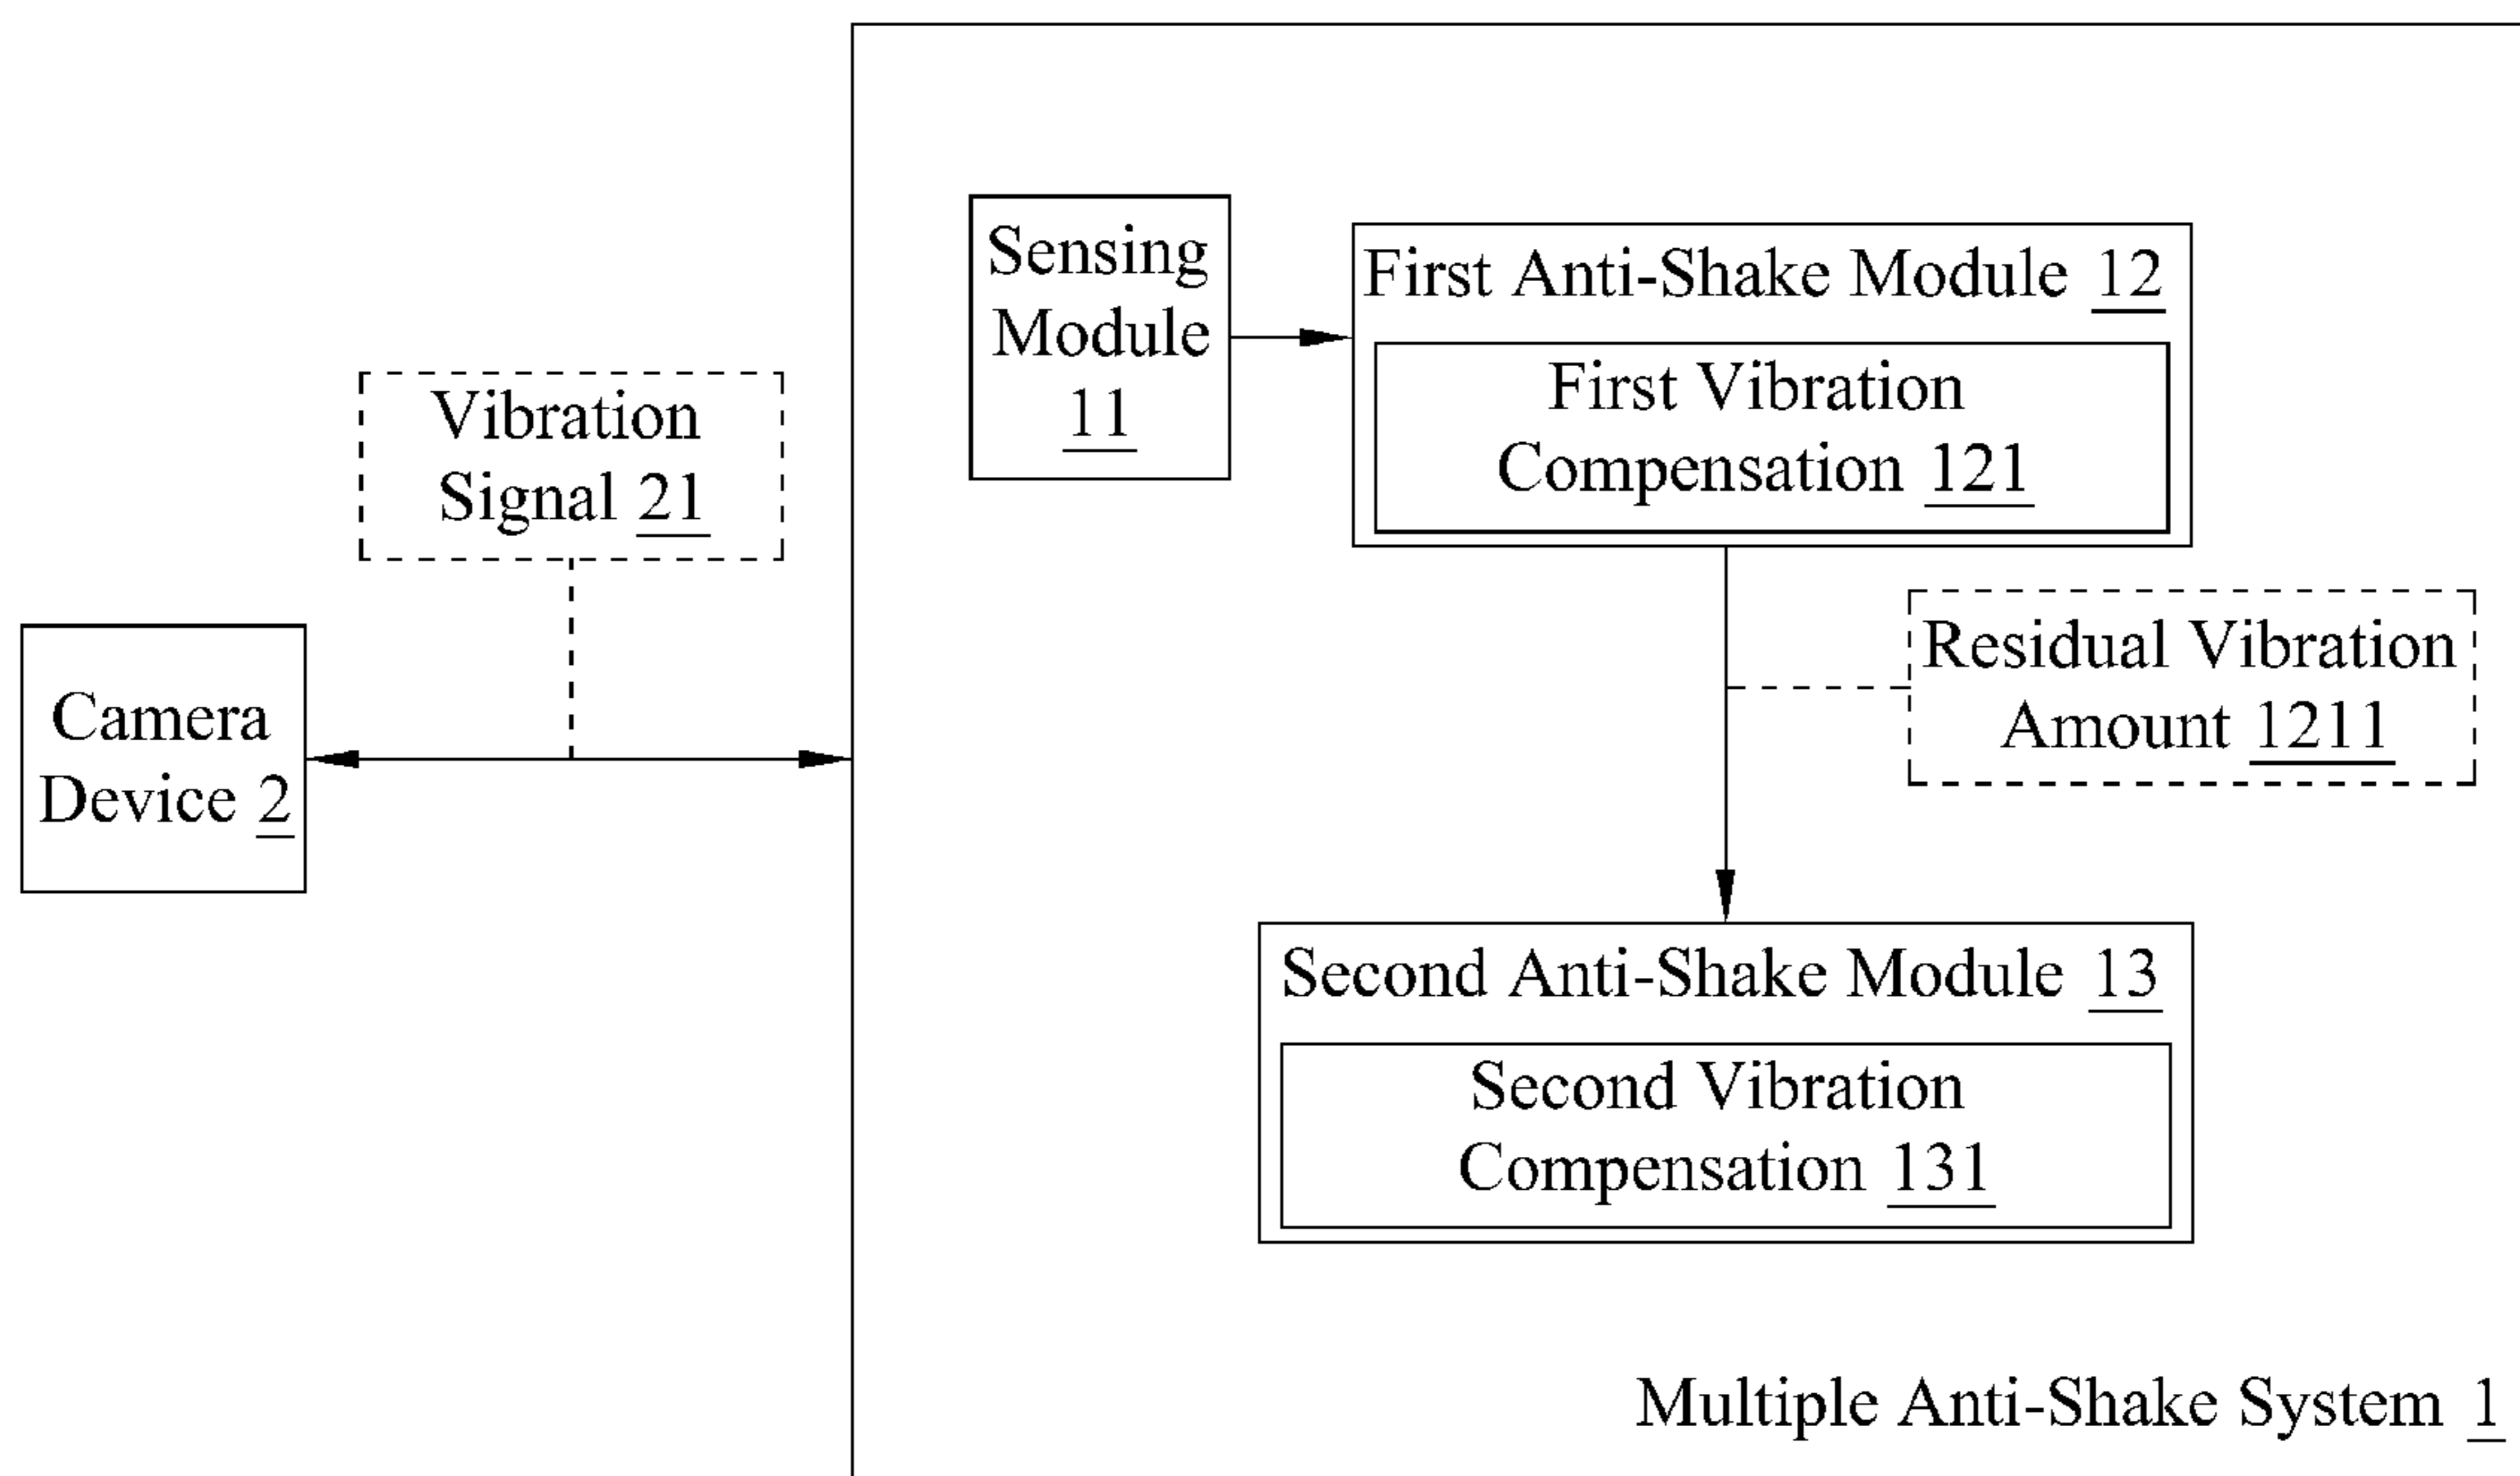 Sensing
Module
11
First Anti-Shake Module 12
First Vibration
Compensation 121
Vibration
Signal 21
Residual Vibration
Amount 1211
Camera
Device 2
Second Anti-Shake Module 13
Second Vibration
Compensation 131
Multiple Anti-Shake System 1